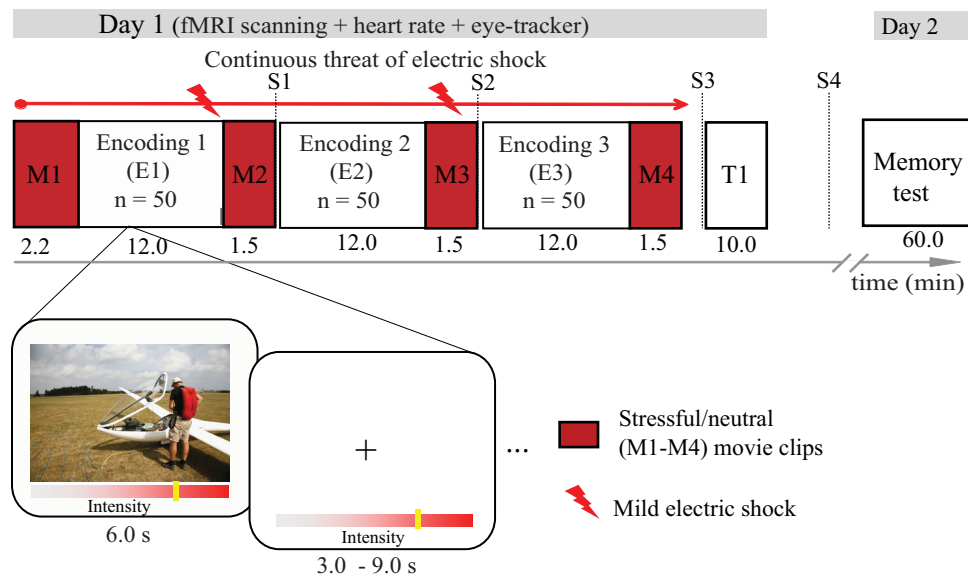 Day 1 (fMRI scanning + heart rate + eye-tracker)
Day 2
Continuous threat of electric shock
S1
S2
S3
S4
M1
Encoding 1
(E1)
n = 50
M2
Encoding 2
(E2)
n = 50
M3
Encoding 3
(E3)
n = 50
M4
T1
Memory
test
2.2
12.0
1.5
12.0
1.5
12.0
1.5
10.0
60.0
time (min)
Intensity
6.0 s
+
Intensity
3.0 - 9.0 s
...
Stressful/neutral
(M1-M4) movie clips
Mild electric shock